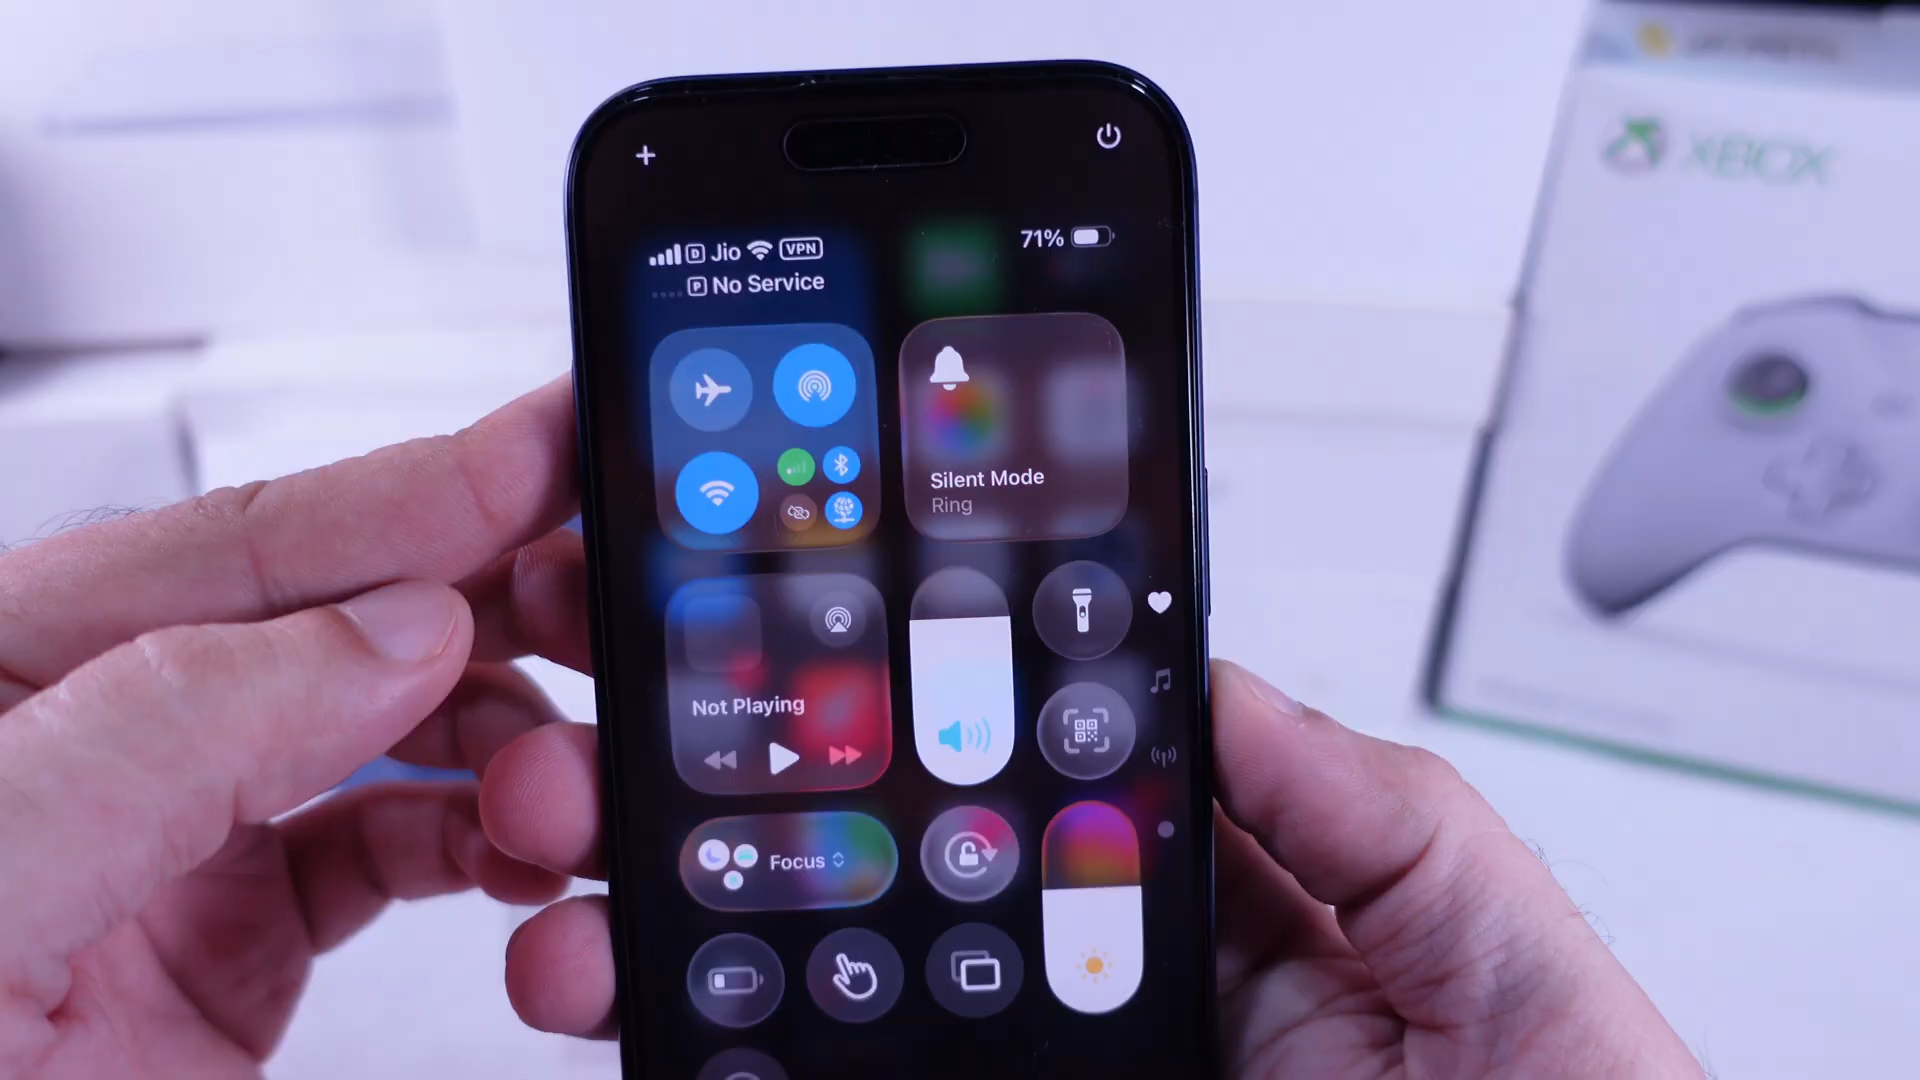 D Jio VPN
71%
P No Service
XBOX
Silent Mode
Ring
Not Playing
Focus